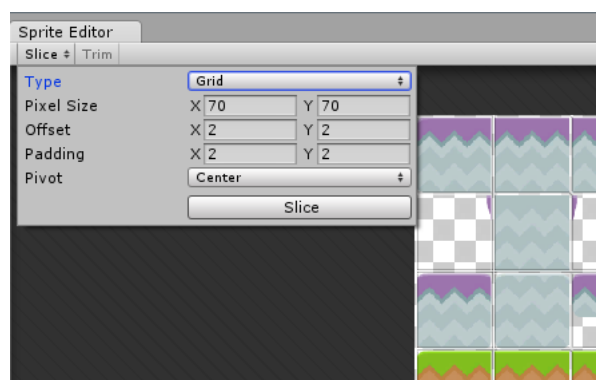 Sprite Editor
Slice Trim
Type Grid
Pixel Size X 70 Y 70
Offset X 2 Y 2
Padding X 2 Y 2
Pivot Center
Slice